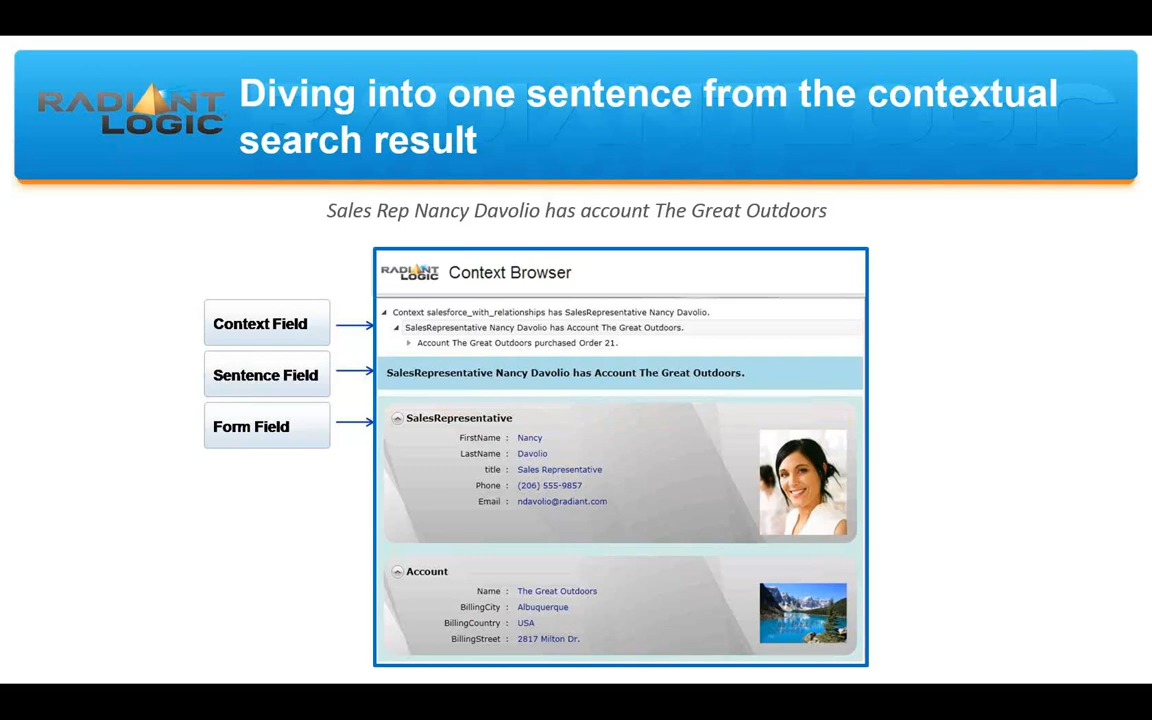 RADIANT
LOGIC
Diving into one sentence from the contextual
search result
Sales Rep Nancy Davolio has account The Great Outdoors
RADIANT
LOGIC
Context Browser
Context Field
Sentence Field
Form Field
Context salesforce_with_relationships has SalesRepresentative Nancy Davolio.
SalesRepresentative Nancy Davolio has Account The Great Outdoors.
Account The Great Outdoors purchased Order 21.
SalesRepresentative Nancy Davolio has Account The Great Outdoors.
SalesRepresentative
FirstName : Nancy
LastName : Davolio
title : Sales Representative
Phone : (206) 555-9857
Email : ndavolio@radiant.com
Account
Name : The Great Outdoors
BillingCity : Albuquerque
BillingCountry : USA
BillingStreet : 2817 Milton Dr.